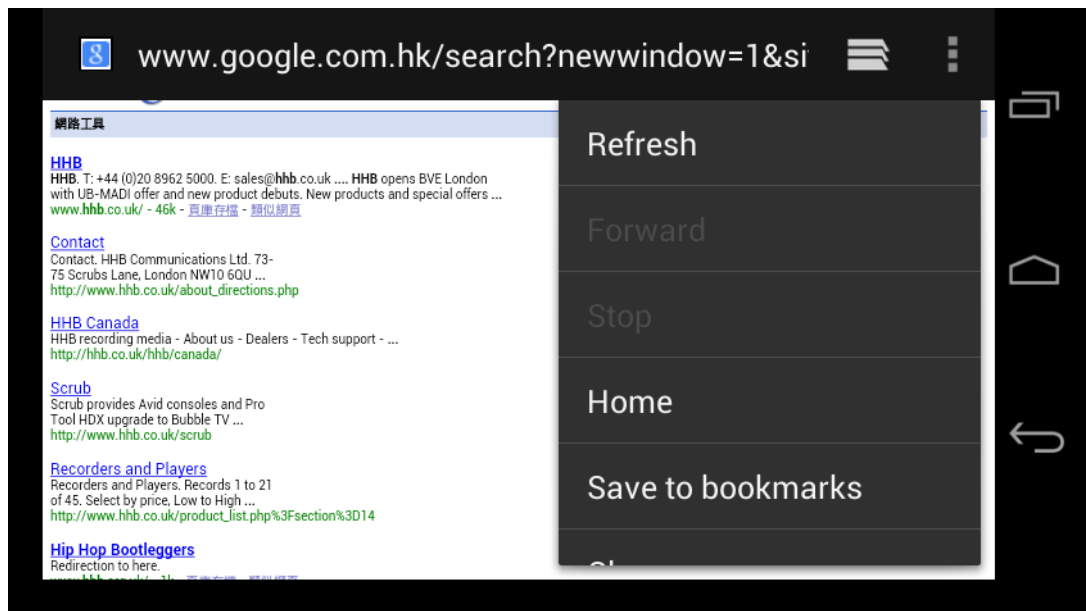 www.google.com.hk/search?newwindow=1&si
網路工具
HHB
HHB. T: +44 (0)20 8962 5000. E: sales@hhb.co.uk .... HHB opens BVE London
with UB-MADI offer and new product debuts. New products and special offers ...
www.hhb.co.uk/ - 46k - 頁庫存檔 - 類似網頁
Contact
Contact. HHB Communications Ltd. 73-
75 Scrubs Lane, London NW10 6QU ...
http://www.hhb.co.uk/about_directions.php
HHB Canada
HHB recording media - About us - Dealers - Tech support - ...
http://hhb.co.uk/hhb/canada/
Scrub
Scrub provides Avid consoles and Pro
Tool HDX upgrade to Bubble TV ...
http://www.hhb.co.uk/scrub
Recorders and Players
Recorders and Players. Records 1 to 21
of 45. Select by price, Low to High ...
http://www.hhb.co.uk/product_list.php%3Fsection%3D14
Hip Hop Bootleggers
Redirection to here.
Refresh
Forward
Stop
Home
Save to bookmarks